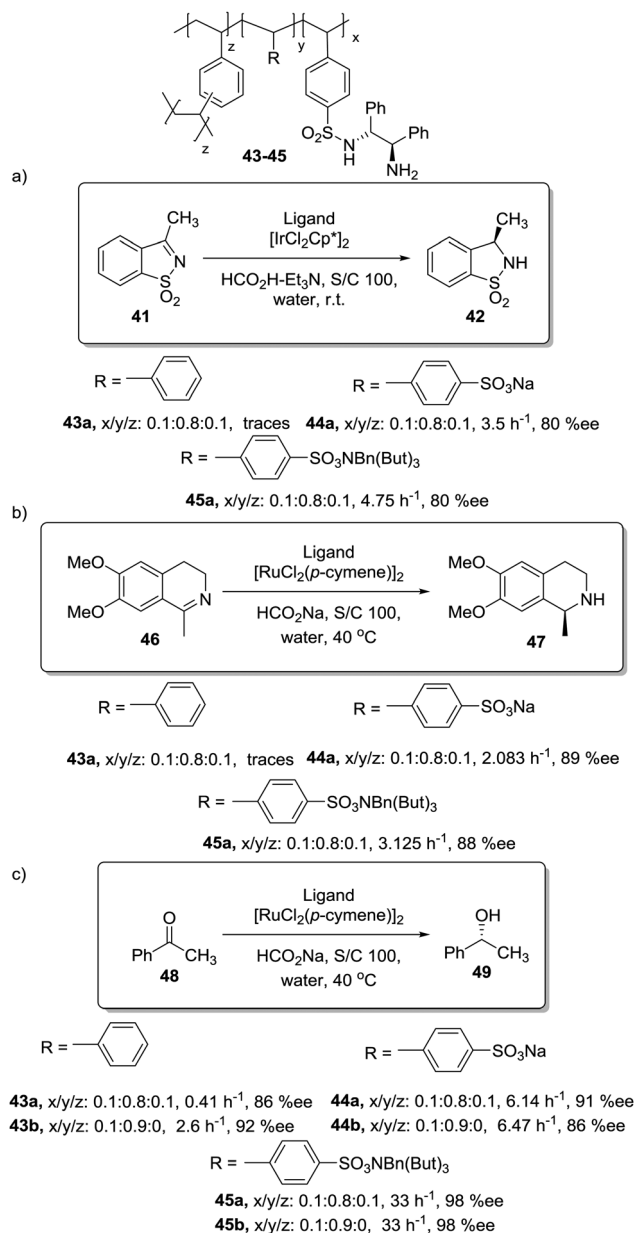 z
R
y
x
z
O2S
N
H
Ph
Ph
NH2
43-45
a)
CH3
N
S
O2
41
Ligand
[IrCl2Cp*]2
HCO2H-Et3N, S/C 100,
water, r.t.
CH3
NH
S
O2
42
R =
R = SO3Na
43a, x/y/z: 0.1:0.8:0.1, traces 44a, x/y/z: 0.1:0.8:0.1, 3.5 h-1, 80 %ee
R = SO3NBn(But)3
45a, x/y/z: 0.1:0.8:0.1, 4.75 h-1, 80 %ee
b)
MeO
MeO
N
46
Ligand
[RuCl2(p-cymene)]2
HCO2Na, S/C 100,
water, 40 oC
MeO
MeO
NH
47
R =
R = SO3Na
43a, x/y/z: 0.1:0.8:0.1, traces 44a, x/y/z: 0.1:0.8:0.1, 2.083 h-1, 89 %ee
R = SO3NBn(But)3
45a, x/y/z: 0.1:0.8:0.1, 3.125 h-1, 88 %ee
c)
O
Ph CH3
48
Ligand
[RuCl2(p-cymene)]2
HCO2Na, S/C 100,
water, 40 oC
OH
Ph CH3
49
R =
R = SO3Na
43a, x/y/z: 0.1:0.8:0.1, 0.41 h-1, 86 %ee 44a, x/y/z: 0.1:0.8:0.1, 6.14 h-1, 91 %ee
43b, x/y/z: 0.1:0.9:0, 2.6 h-1, 92 %ee 44b, x/y/z: 0.1:0.9:0, 6.47 h-1, 86 %ee
R = SO3NBn(But)3
45a, x/y/z: 0.1:0.8:0.1, 33 h-1, 98 %ee
45b, x/y/z: 0.1:0.9:0, 33 h-1, 98 %ee